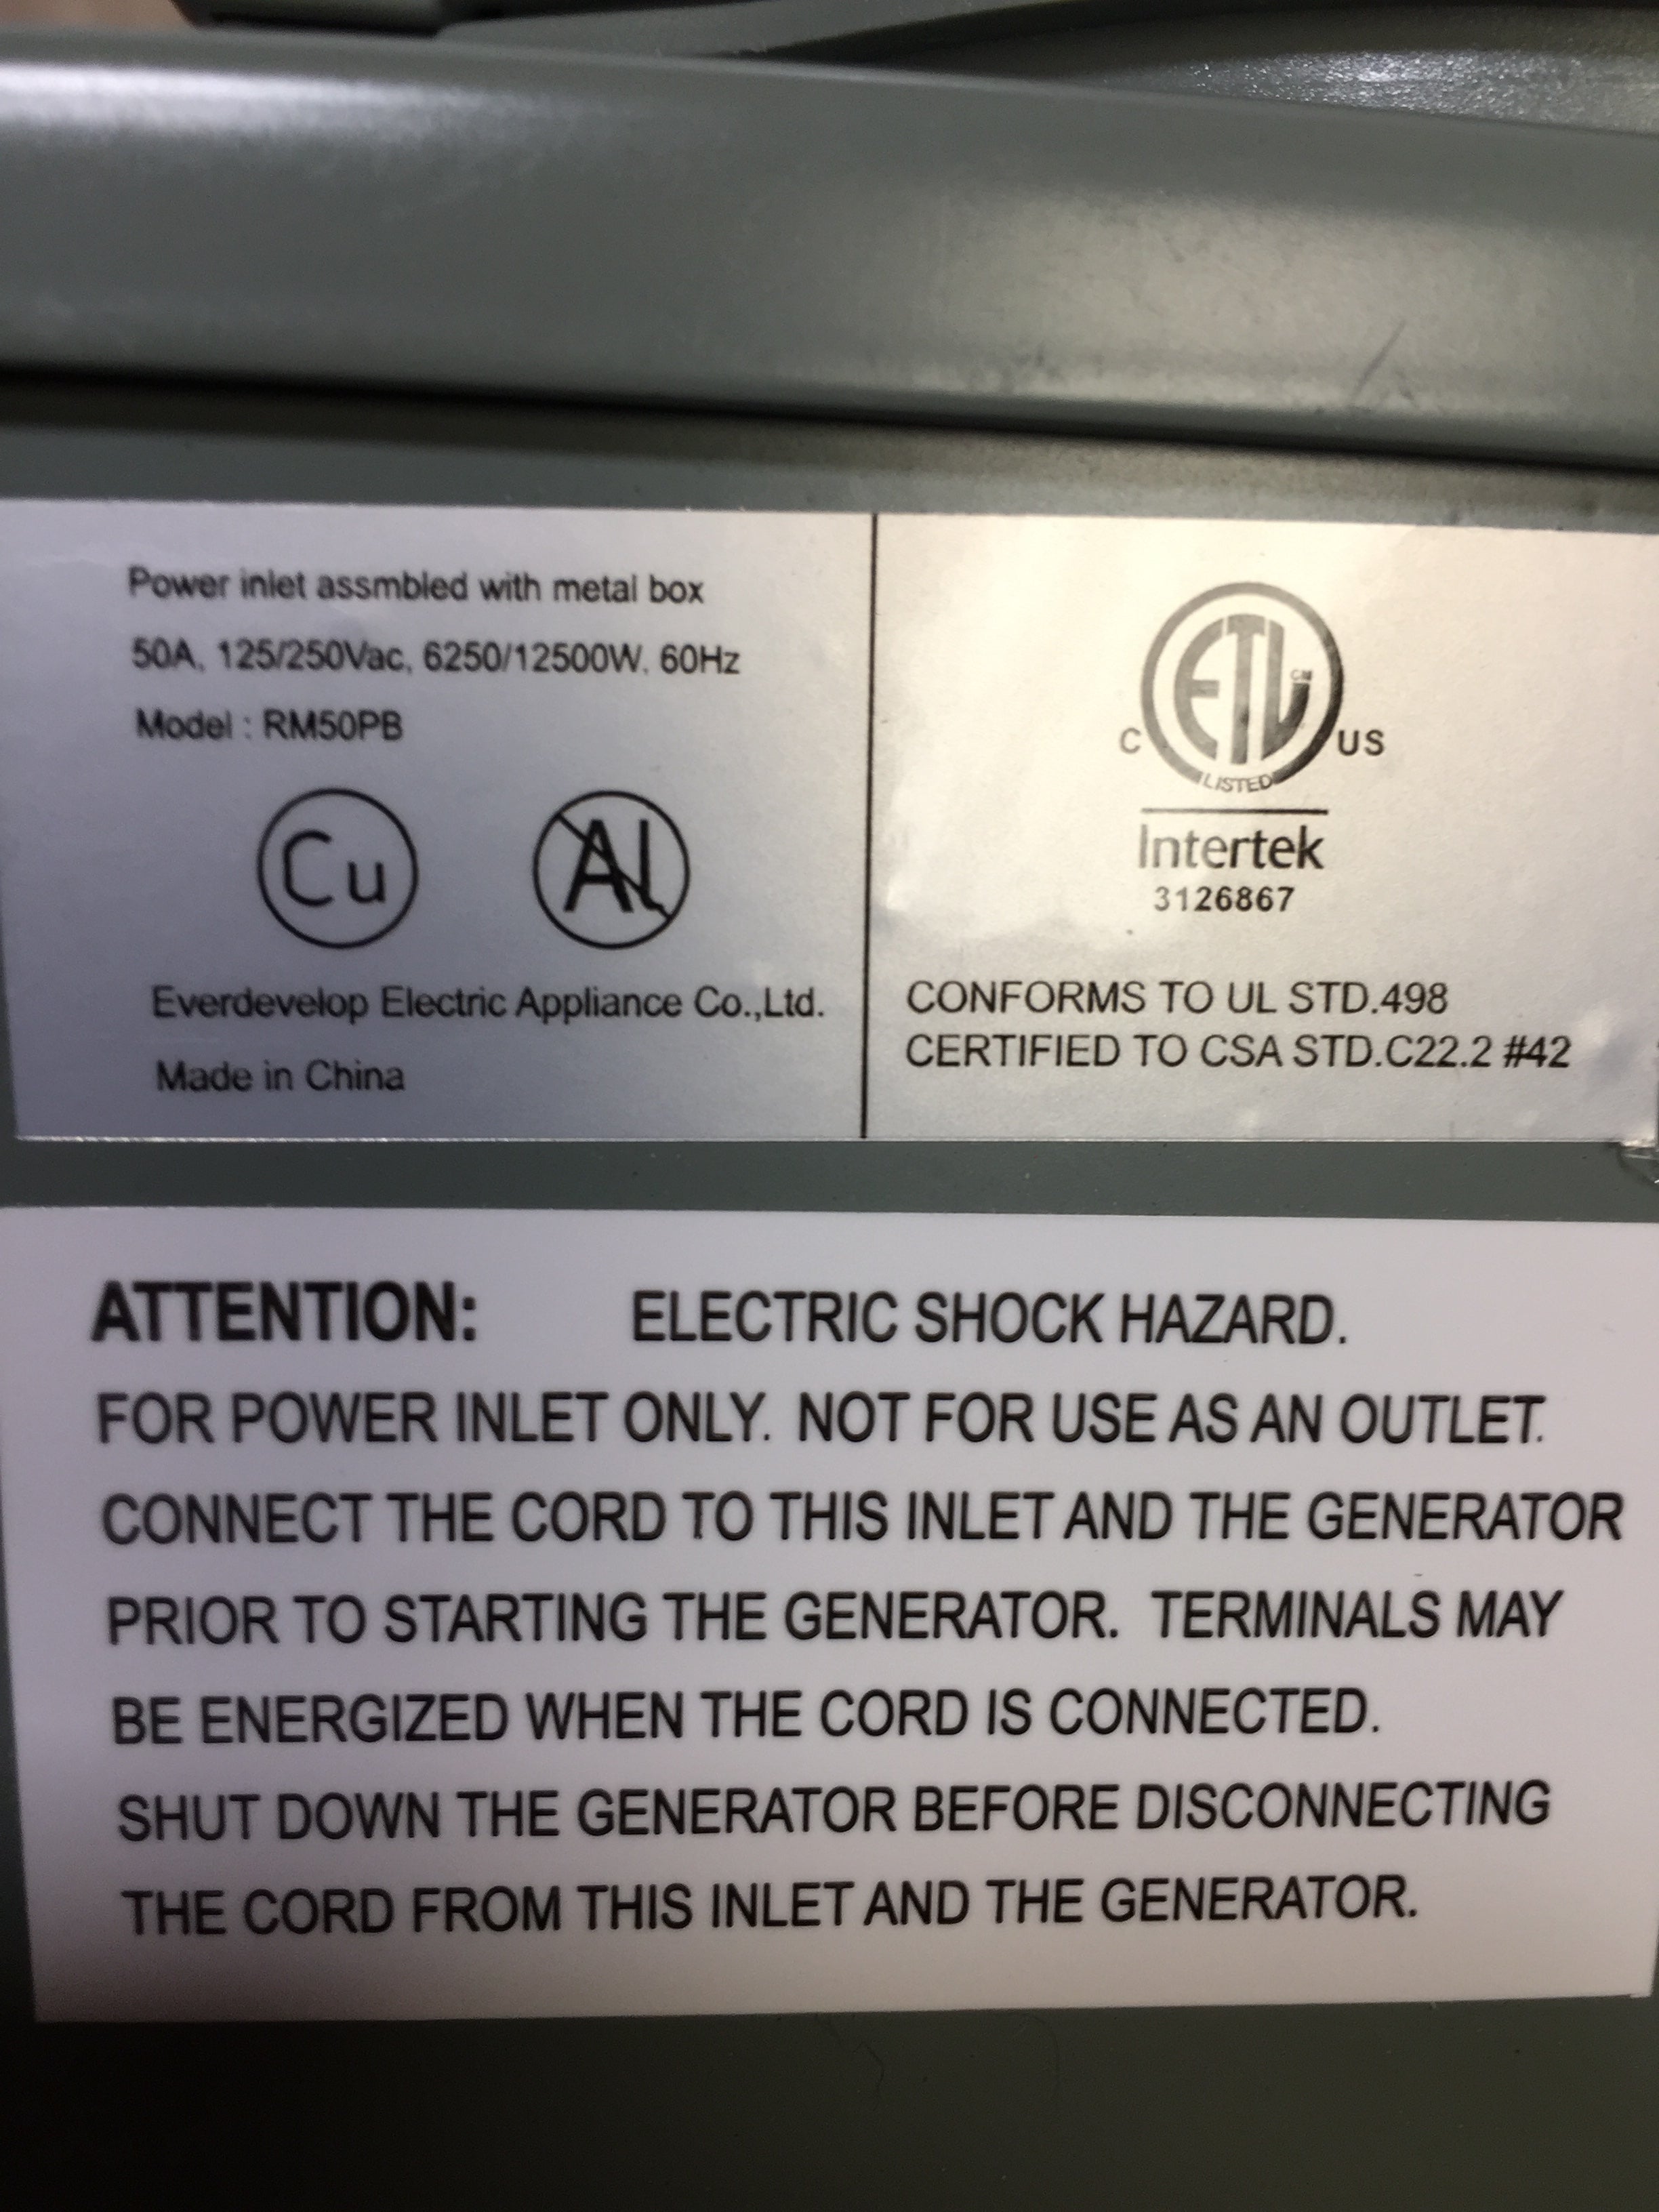 Power inlet assmbled with metal box
50A, 125/250Vac, 6250/12500W, 60Hz
Model : RM50PB
Cu Al
Everdevelop Electric Appliance Co.,Ltd.
Made in China
ETL CM
C US
LISTED
Intertek
3126867
CONFORMS TO UL STD.498
CERTIFIED TO CSA STD.C22.2 #42
ATTENTION: ELECTRIC SHOCK HAZARD.
FOR POWER INLET ONLY. NOT FOR USE AS AN OUTLET.
CONNECT THE CORD TO THIS INLET AND THE GENERATOR
PRIOR TO STARTING THE GENERATOR. TERMINALS MAY
BE ENERGIZED WHEN THE CORD IS CONNECTED.
SHUT DOWN THE GENERATOR BEFORE DISCONNECTING
THE CORD FROM THIS INLET AND THE GENERATOR.